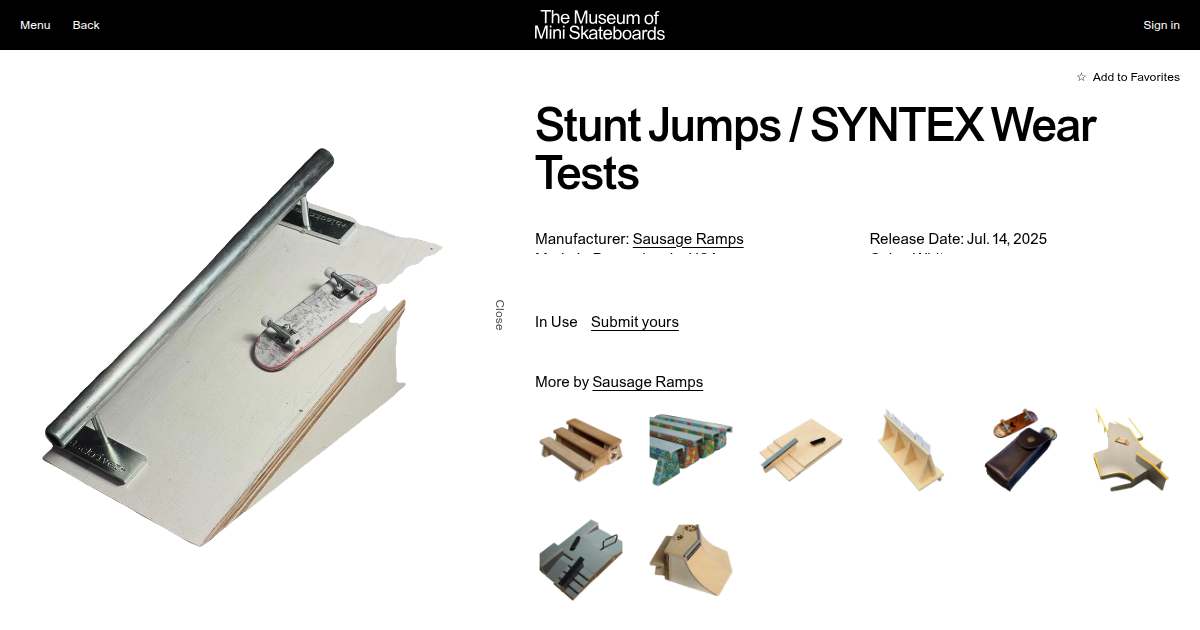 Menu
Back
The Museum of
Mini Skateboards
Sign in
☆ Add to Favorites
Stunt Jumps / SYNTEX Wear
Tests
Manufacturer: Sausage Ramps
Release Date: Jul. 14, 2025
Close
In Use
Submit yours
More by Sausage Ramps